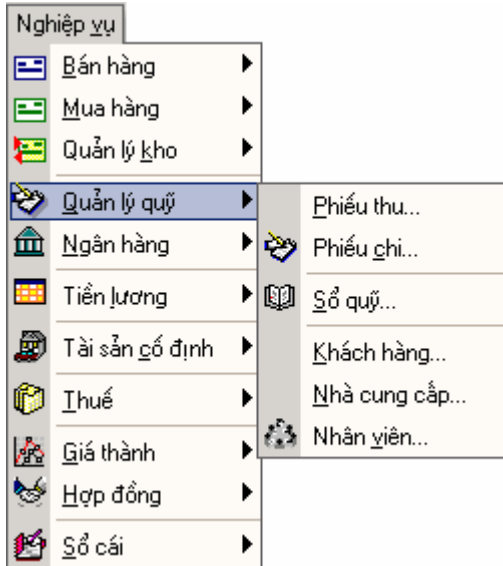 Nghiệp vụ
Bán hàng
Mua hàng
Quản lý kho
Quản lý quỹ
Ngân hàng
Tiền lương
Tài sản cố định
Thuế
Giá thành
Hợp đồng
Sổ cái
Phiếu thu...
Phiếu chi...
Sổ quỹ...
Khách hàng...
Nhà cung cấp...
Nhân viên...